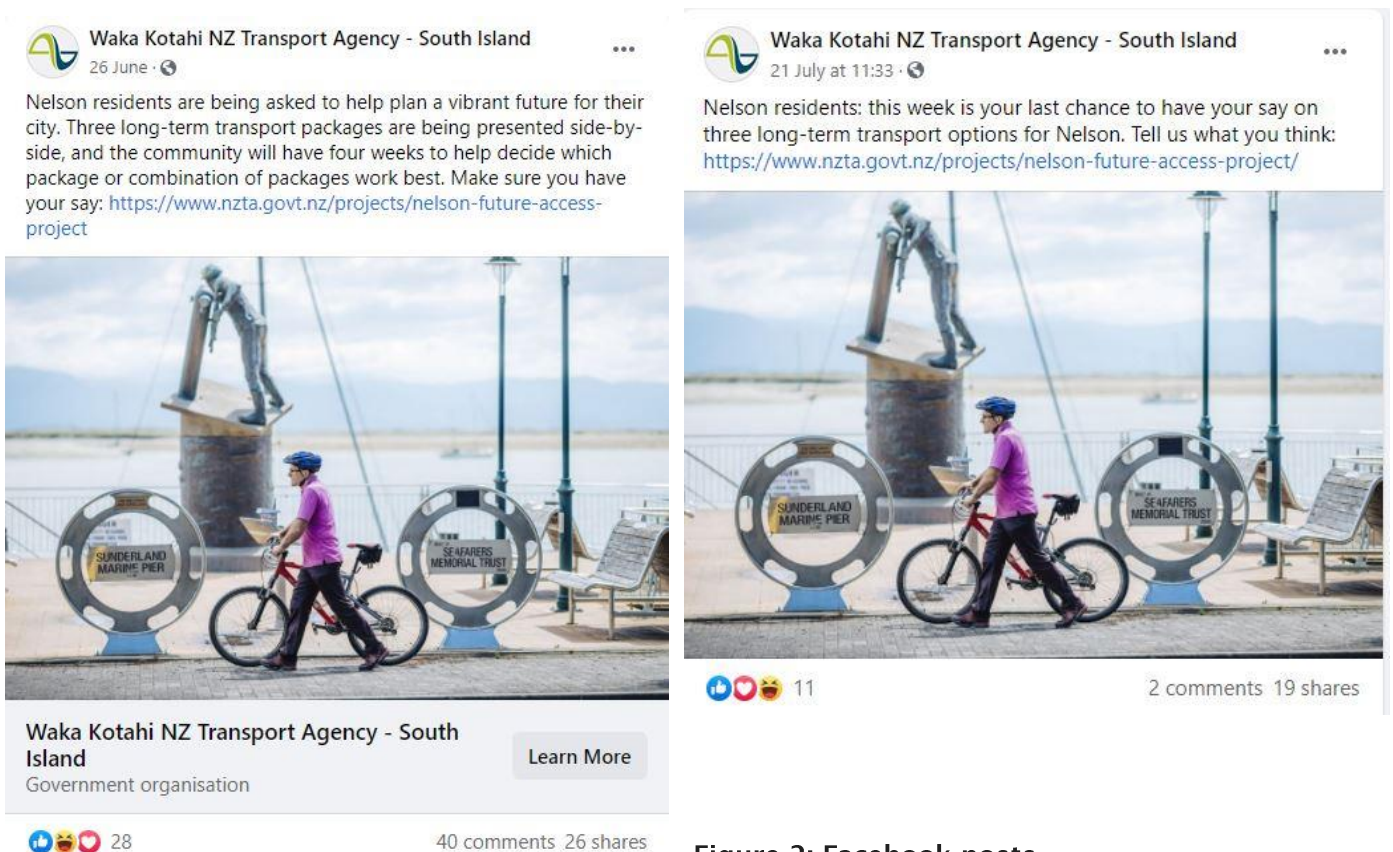 Waka Kotahi NZ Transport Agency - South Island
26 June ·
Nelson residents are being asked to help plan a vibrant future for their
city. Three long-term transport packages are being presented side-by-
side, and the community will have four weeks to help decide which
package or combination of packages work best. Make sure you have
your say: https://www.nzta.govt.nz/projects/nelson-future-access-
project
SUNDERLAND
MARINE PIER
SEAFARERS
MEMORIAL TRUST
Waka Kotahi NZ Transport Agency - South
Island
Government organisation
Learn More
28
40 comments 26 shares
Waka Kotahi NZ Transport Agency - South Island
21 July at 11:33 ·
Nelson residents: this week is your last chance to have your say on
three long-term transport options for Nelson. Tell us what you think:
https://www.nzta.govt.nz/projects/nelson-future-access-project/
SUNDERLAND
MARINE PIER
SEAFARERS
MEMORIAL TRUST
11
2 comments 19 shares
Figure 2: Facebook posts